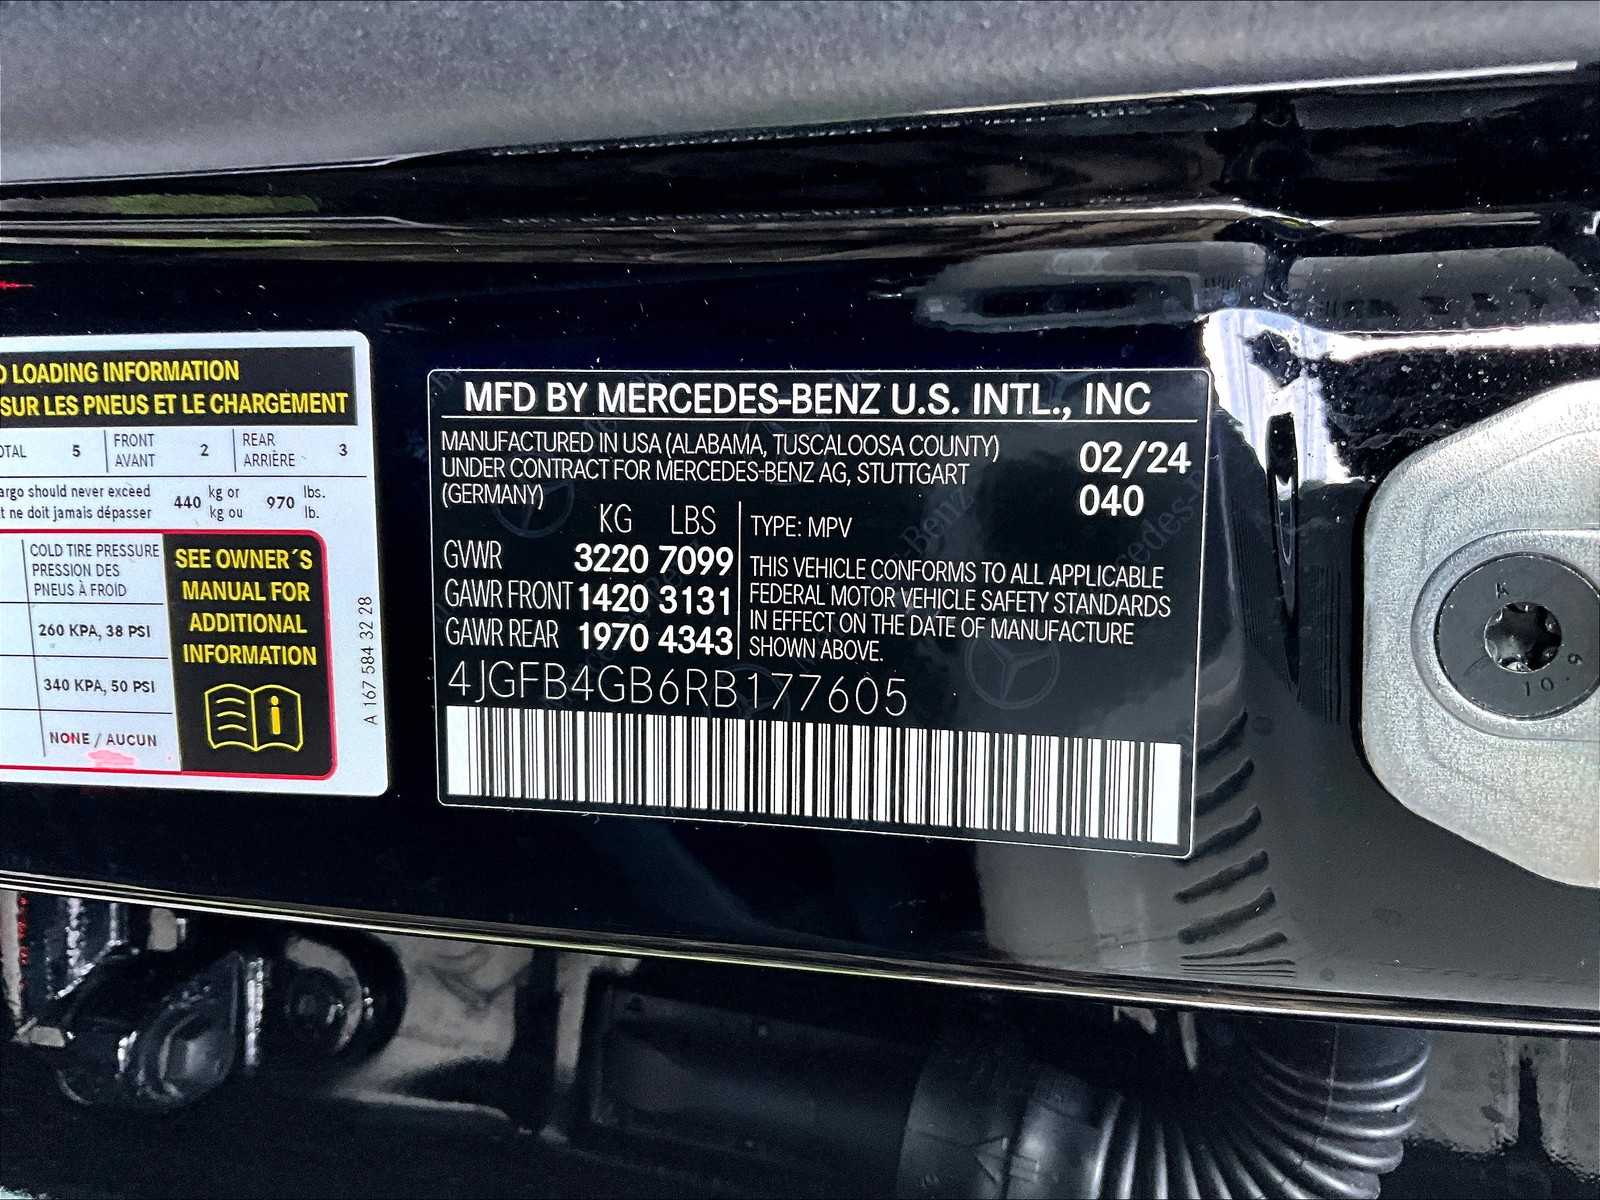 LOADING INFORMATION
SUR LES PNEUS ET LE CHARGEMENT
5 FRONT 2 REAR 3
AVANT ARRIÈRE
should never exceed 440 kg or 970 lbs.
ne doit jamais dépasser kg ou lb.
COLD TIRE PRESSURE
PRESSION DES
PNEUS À FROID
260 KPA, 38 PSI
340 KPA, 50 PSI
NONE / AUCUN
SEE OWNER´S
MANUAL FOR
ADDITIONAL
INFORMATION
A 167 584 32 28
MFD BY MERCEDES-BENZ U.S. INTL., INC
MANUFACTURED IN USA (ALABAMA, TUSCALOOSA COUNTY)
UNDER CONTRACT FOR MERCEDES-BENZ AG, STUTTGART
(GERMANY)
02/24
040
KG LBS
GVWR 3220 7099
GAWR FRONT 1420 3131
GAWR REAR 1970 4343
TYPE: MPV
THIS VEHICLE CONFORMS TO ALL APPLICABLE
FEDERAL MOTOR VEHICLE SAFETY STANDARDS
IN EFFECT ON THE DATE OF MANUFACTURE
SHOWN ABOVE.
4JGFB4GB6RB177605
10.9